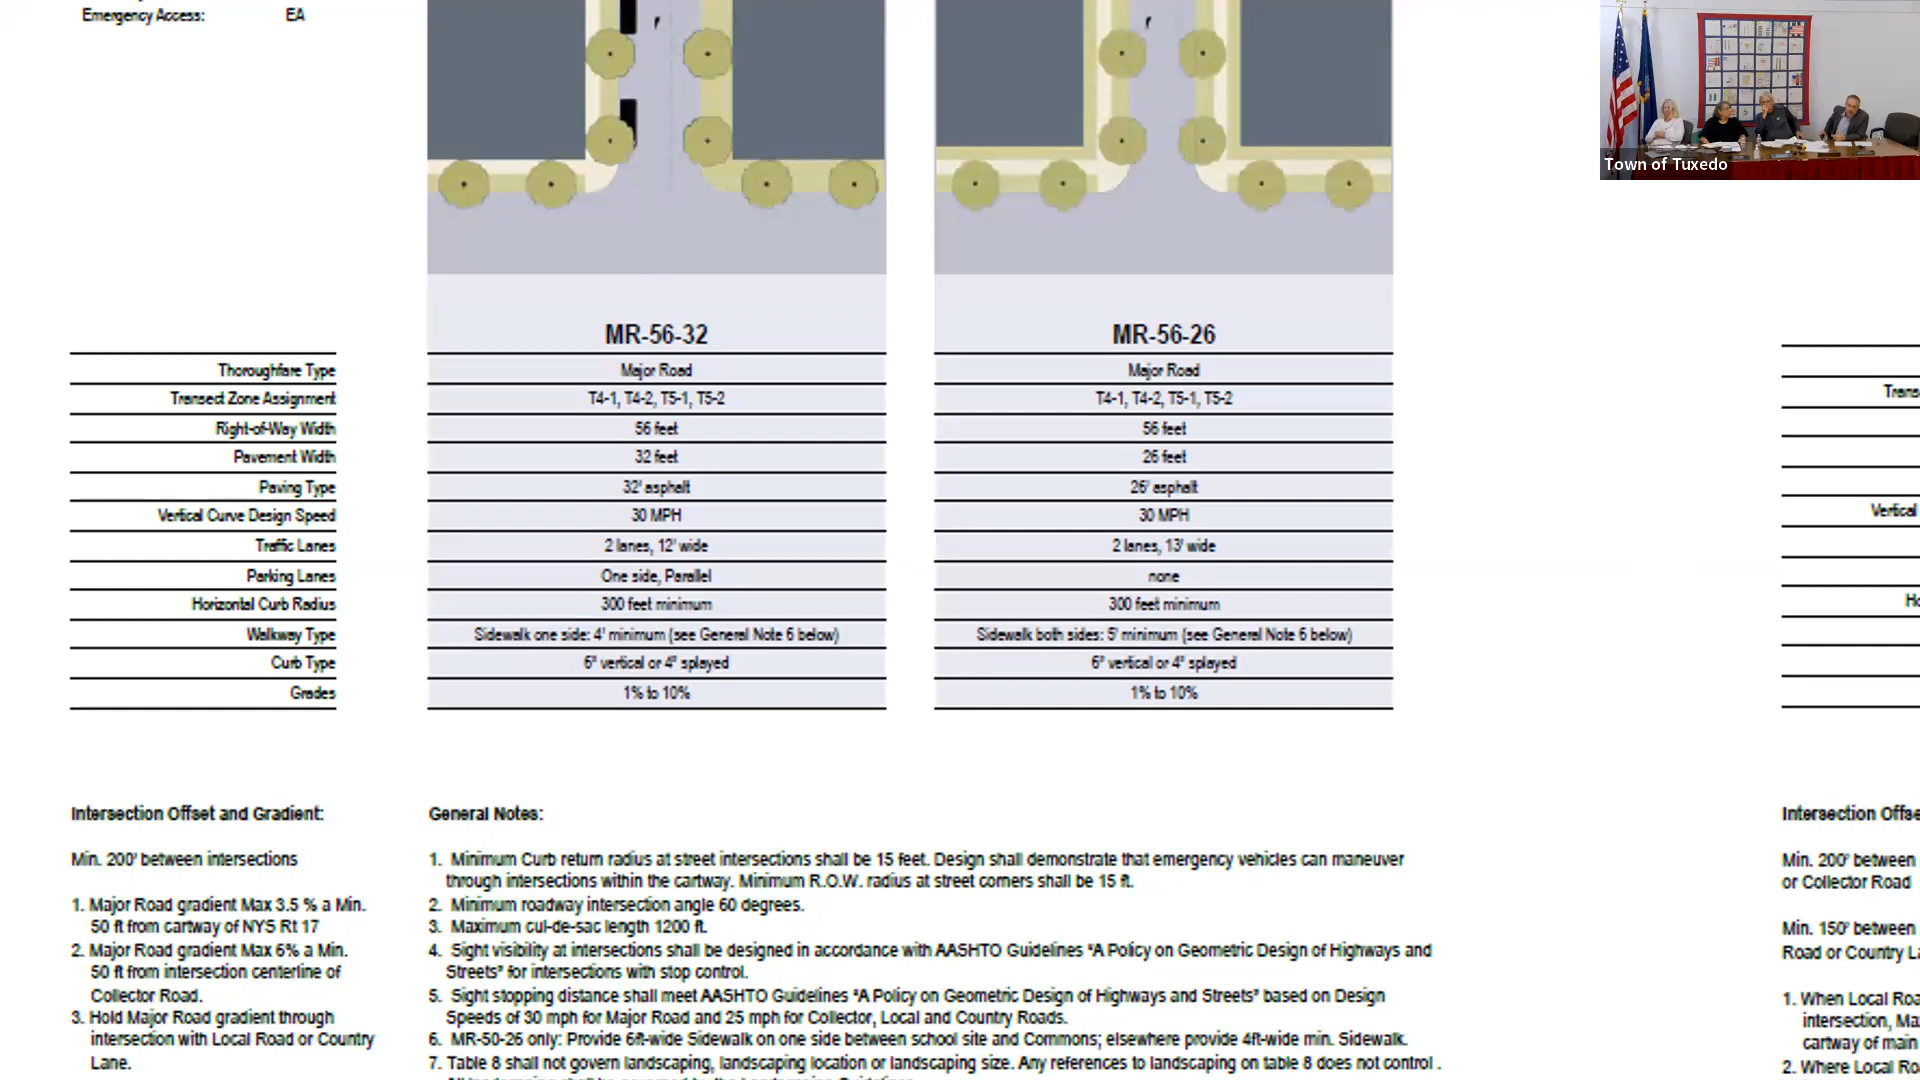 Emergency Access: EA
Town of Tuxedo
MR-56-32 MR-56-26
Thoroughfare Type Major Road Major Road
Transect Zone Assignment T4-1, T4-2, T5-1, T5-2 T4-1, T4-2, T5-1, T5-2
Trans
Right-of-Way Width 56 feet 56 feet
Pavement Width 32 feet 26 feet
Paving Type 32' asphalt 26' asphalt
Vertical Curve Design Speed 30 MPH 30 MPH
Vertical
Traffic Lanes 2 lanes, 12' wide 2 lanes, 13' wide
Parking Lanes One side, Parallel none
Horizontal Curb Radius 300 feet minimum 300 feet minimum
Ho
Walkway Type Sidewalk one side: 4' minimum (see General Note 6 below) Sidewalk both sides: 5' minimum (see General Note 6 below)
Curb Type 6" vertical or 4" splayed 6" vertical or 4" splayed
Grades 1% to 10% 1% to 10%
Intersection Offset and Gradient:
Min. 200' between intersections
1. Major Road gradient Max 3.5 % a Min.
50 ft from cartway of NYS Rt 17
2. Major Road gradient Max 6% a Min.
50 ft from intersection centerline of
Collector Road.
3. Hold Major Road gradient through
intersection with Local Road or Country
Lane.
General Notes:
1. Minimum Curb return radius at street intersections shall be 15 feet. Design shall demonstrate that emergency vehicles can maneuver
through intersections within the cartway. Minimum R.O.W. radius at street corners shall be 15 ft.
2. Minimum roadway intersection angle 60 degrees.
3. Maximum cul-de-sac length 1200 ft.
4. Sight visibility at intersections shall be designed in accordance with AASHTO Guidelines "A Policy on Geometric Design of Highways and
Streets" for intersections with stop control.
5. Sight stopping distance shall meet AASHTO Guidelines "A Policy on Geometric Design of Highways and Streets" based on Design
Speeds of 30 mph for Major Road and 25 mph for Collector, Local and Country Roads.
6. MR-50-26 only: Provide 6ft-wide Sidewalk on one side between school site and Commons; elsewhere provide 4ft-wide min. Sidewalk.
7. Table 8 shall not govern landscaping, landscaping location or landscaping size. Any references to landscaping on table 8 does not control .
Intersection Offse
Min. 200' between
or Collector Road
Min. 150' between
Road or Country La
1. When Local Roa
intersection, Ma
cartway of main
2. Where Local Ro